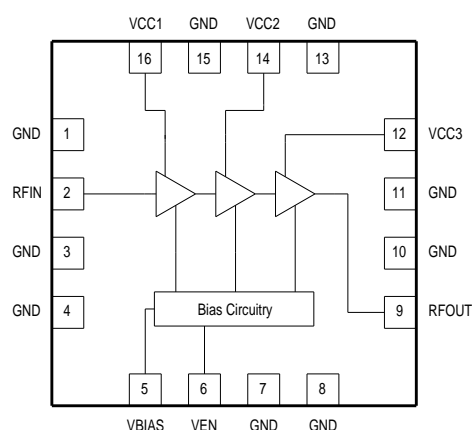 VCC1 GND VCC2 GND
16 15 14 13
GND 1 12 VCC3
RFIN 2 11 GND
GND 3 10 GND
GND 4 9 RFOUT
Bias Circuitry
5 6 7 8
VBIAS VEN GND GND